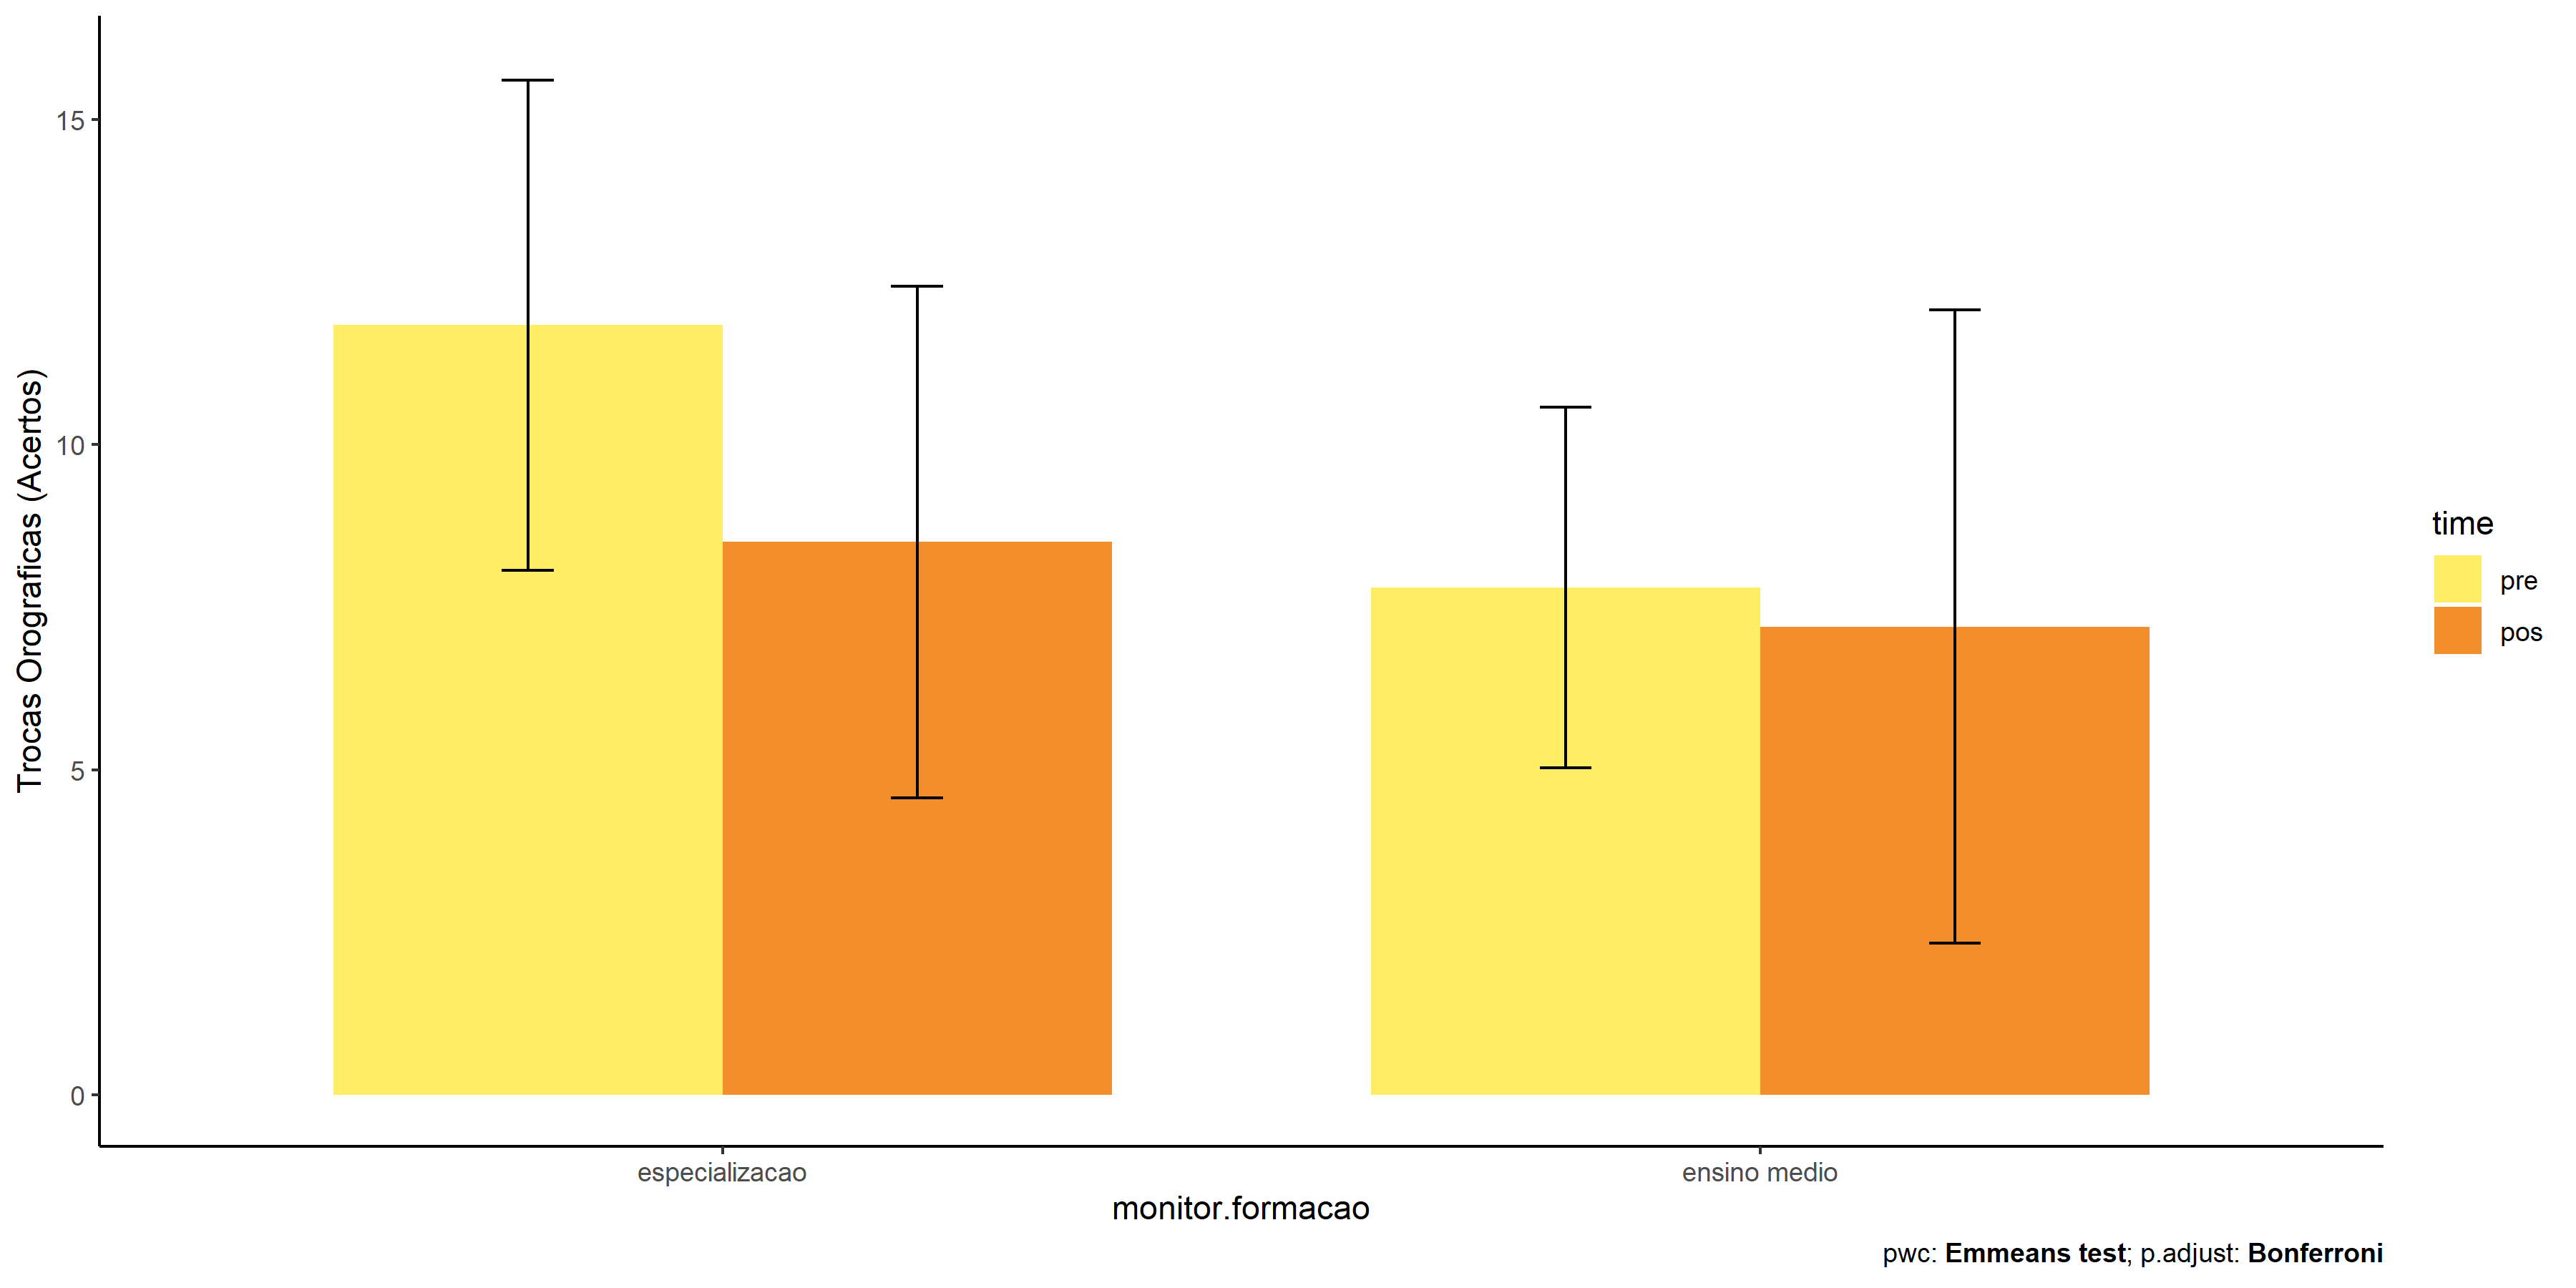 Trocas Orograficas (Acertos)
15
10
5
0
especializacao
ensino medio
monitor.formacao
time
pre
pos
pwc: Emmeans test; p.adjust: Bonferroni